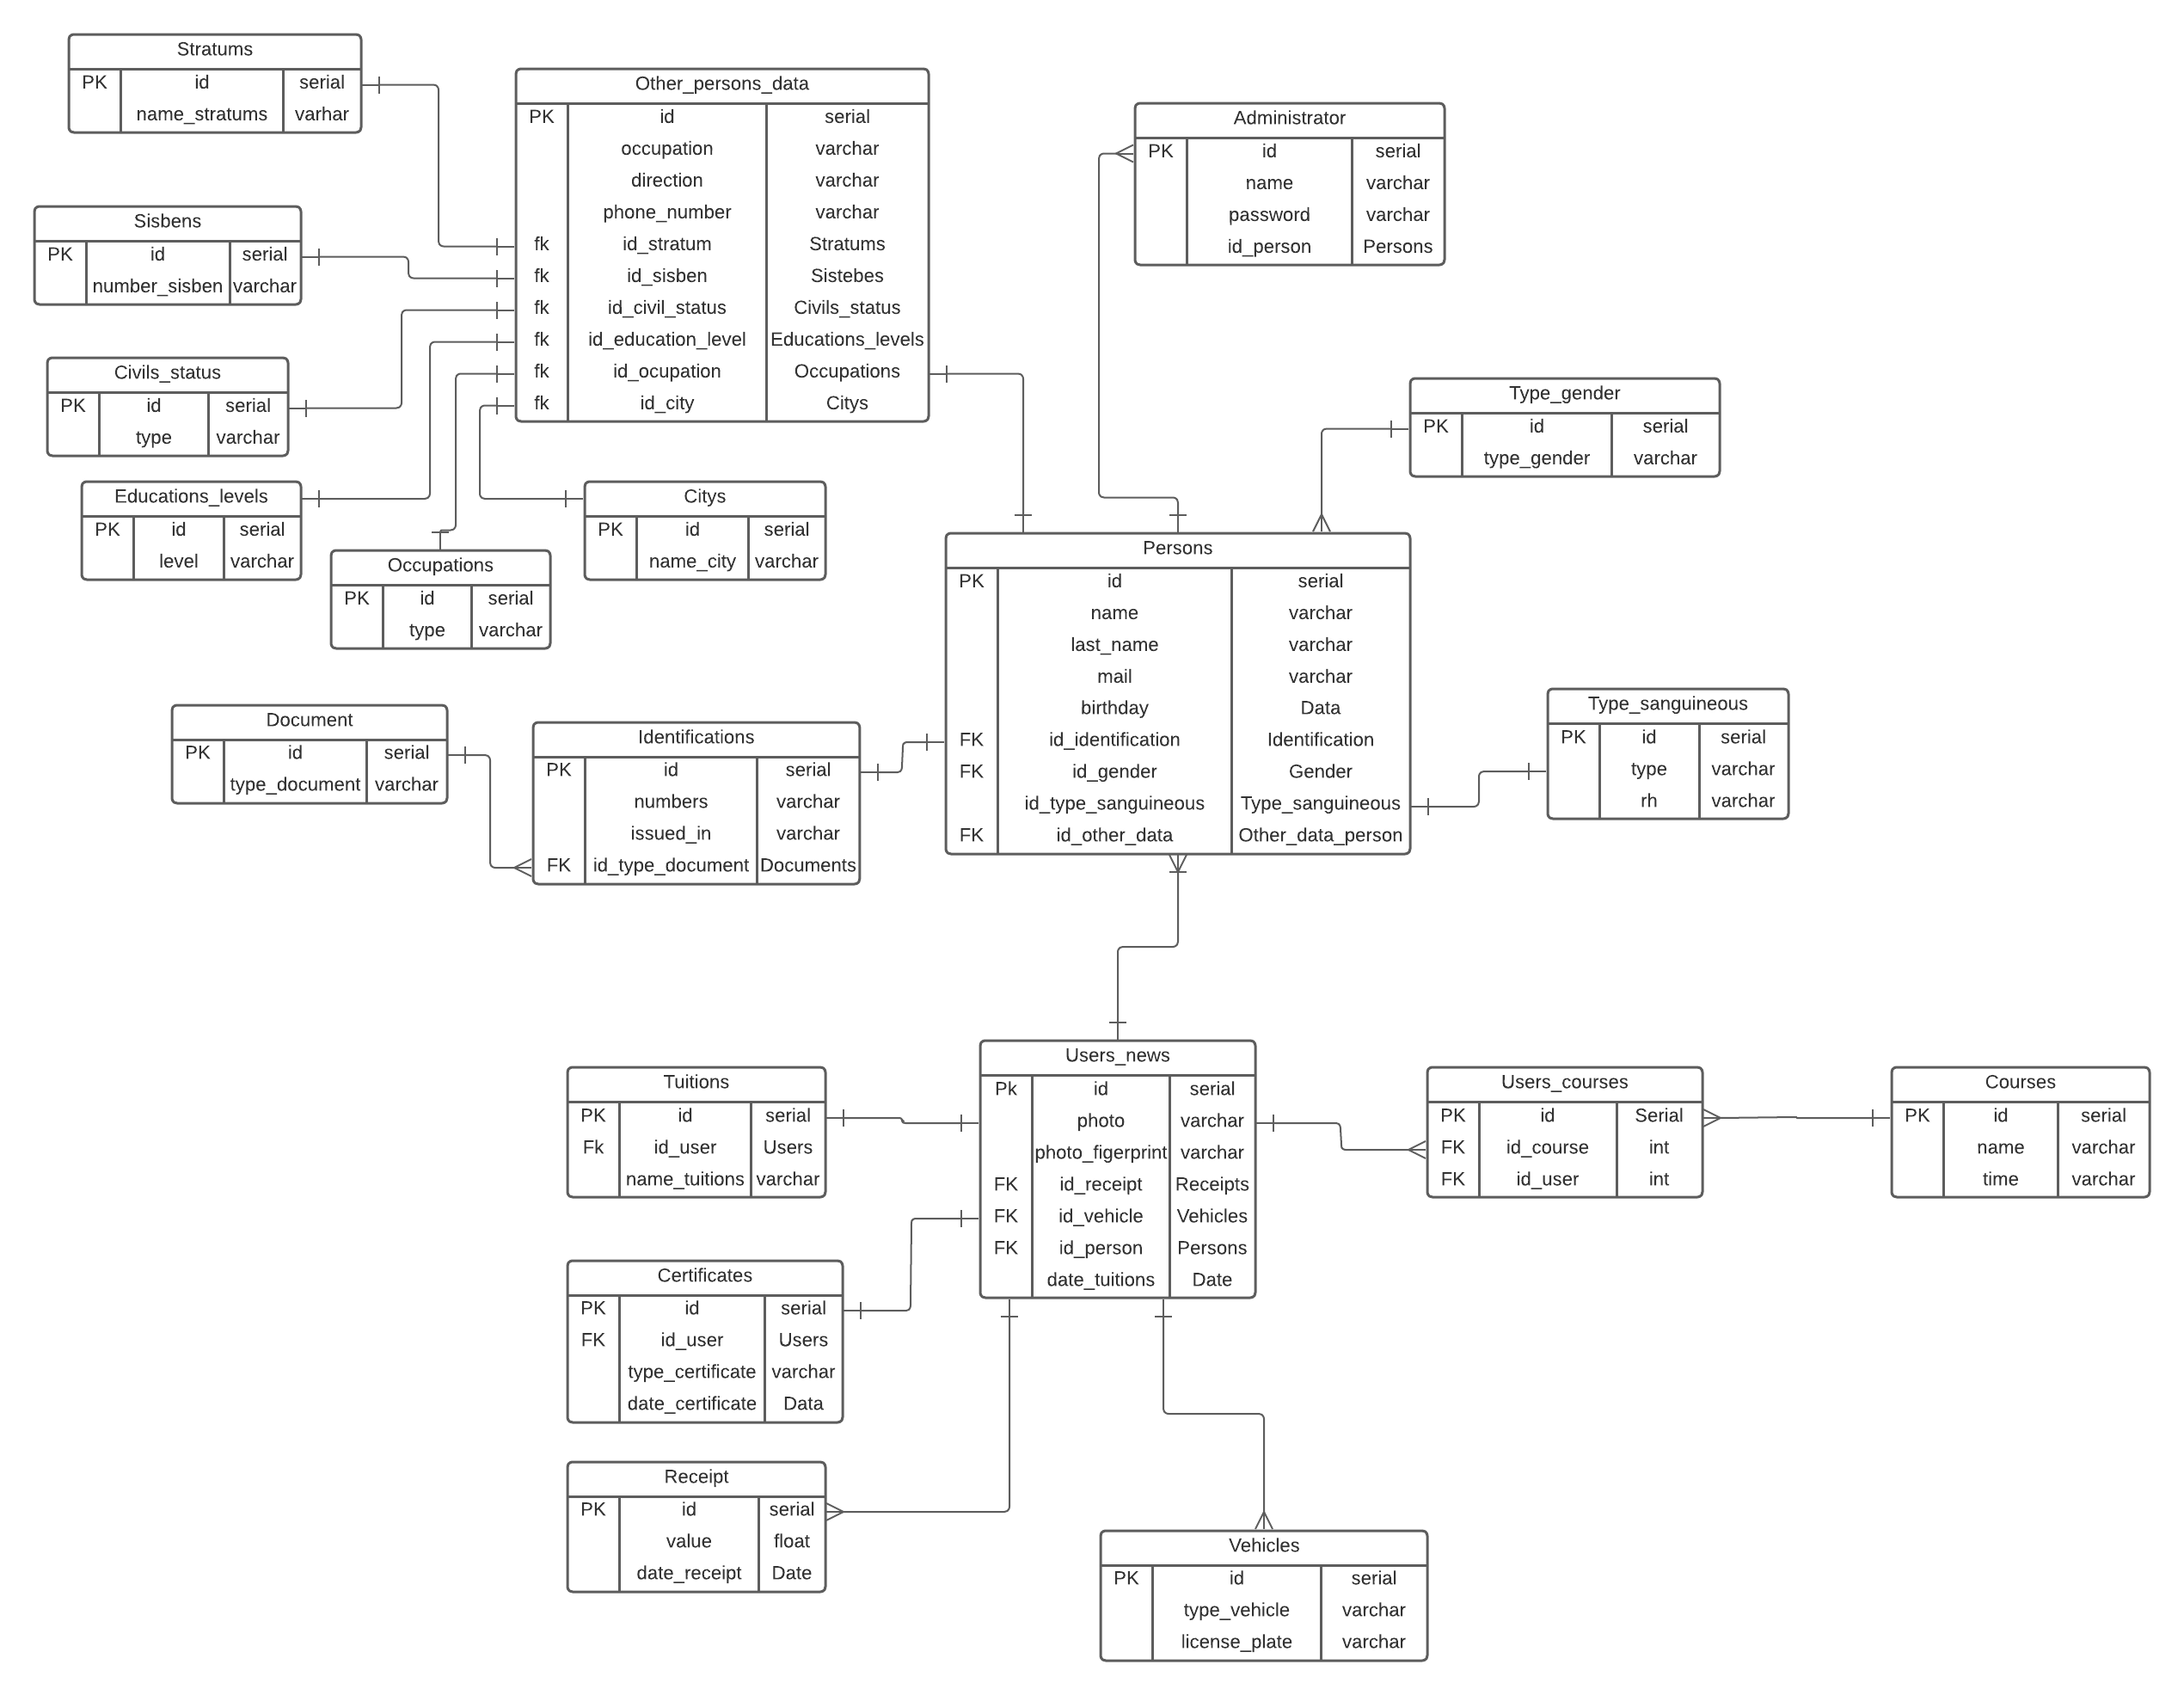 Stratums
PK id serial
name_stratums varhar
Other_persons_data
PK id serial
occupation varchar
direction varchar
phone_number varchar
fk id_stratum Stratums
fk id_sisben Sistebes
fk id_civil_status Civils_status
fk id_education_level Educations_levels
fk id_ocupation Occupations
fk id_city Citys
Administrator
PK id serial
name varchar
password varchar
id_person Persons
Sisbens
PK id serial
number_sisben varchar
Civils_status
PK id serial
type varchar
Type_gender
PK id serial
type_gender varchar
Educations_levels
PK id serial
level varchar
Citys
PK id serial
name_city varchar
Occupations
PK id serial
type varchar
Persons
PK id serial
name varchar
last_name varchar
mail varchar
birthday Data
FK id_identification Identification
FK id_gender Gender
id_type_sanguineous Type_sanguineous
FK id_other_data Other_data_person
Document
PK id serial
type_document varchar
Identifications
PK id serial
numbers varchar
issued_in varchar
FK id_type_document Documents
Type_sanguineous
PK id serial
type varchar
rh varchar
Users_news
Pk id serial
photo varchar
photo_figerprint varchar
FK id_receipt Receipts
FK id_vehicle Vehicles
FK id_person Persons
date_tuitions Date
Tuitions
PK id serial
Fk id_user Users
name_tuitions varchar
Users_courses
PK id Serial
FK id_course int
FK id_user int
Courses
PK id serial
name varchar
time varchar
Certificates
PK id serial
FK id_user Users
type_certificate varchar
date_certificate Data
Receipt
PK id serial
value float
date_receipt Date
Vehicles
PK id serial
type_vehicle varchar
license_plate varchar